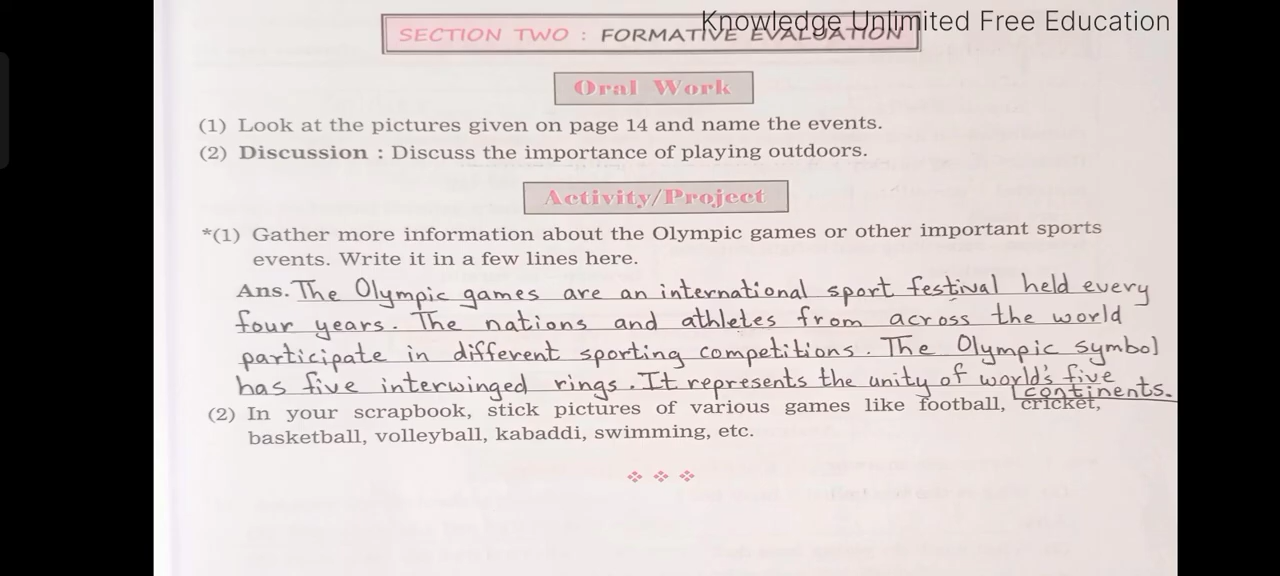 Knowledge Unlimited Free Education
SECTION TWO : FORMATIVE EVALUATION
Oral Work
(1) Look at the pictures given on page 14 and name the events.
(2) Discussion : Discuss the importance of playing outdoors.
Activity/Project
*(1) Gather more information about the Olympic games or other important sports
events. Write it in a few lines here.
Ans. The Olympic games are an international sport festival held every
four years. The nations and athletes from across the world
participate in different sporting competitions. The Olympic symbol
has five interwinged rings. It represents the unity of world's five
continents.
(2) In your scrapbook, stick pictures of various games like football, cricket,
basketball, volleyball, kabaddi, swimming, etc.